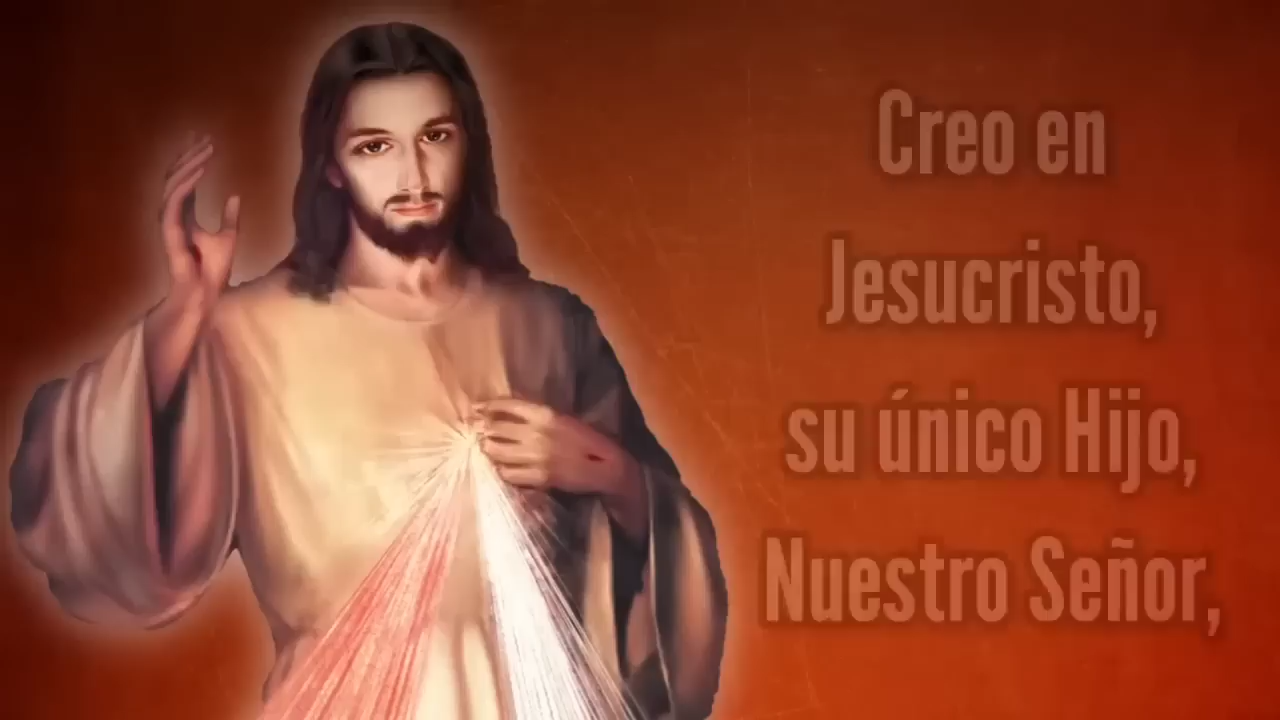 Creo en
Jesucristo,
su único Hijo,
Nuestro Señor,